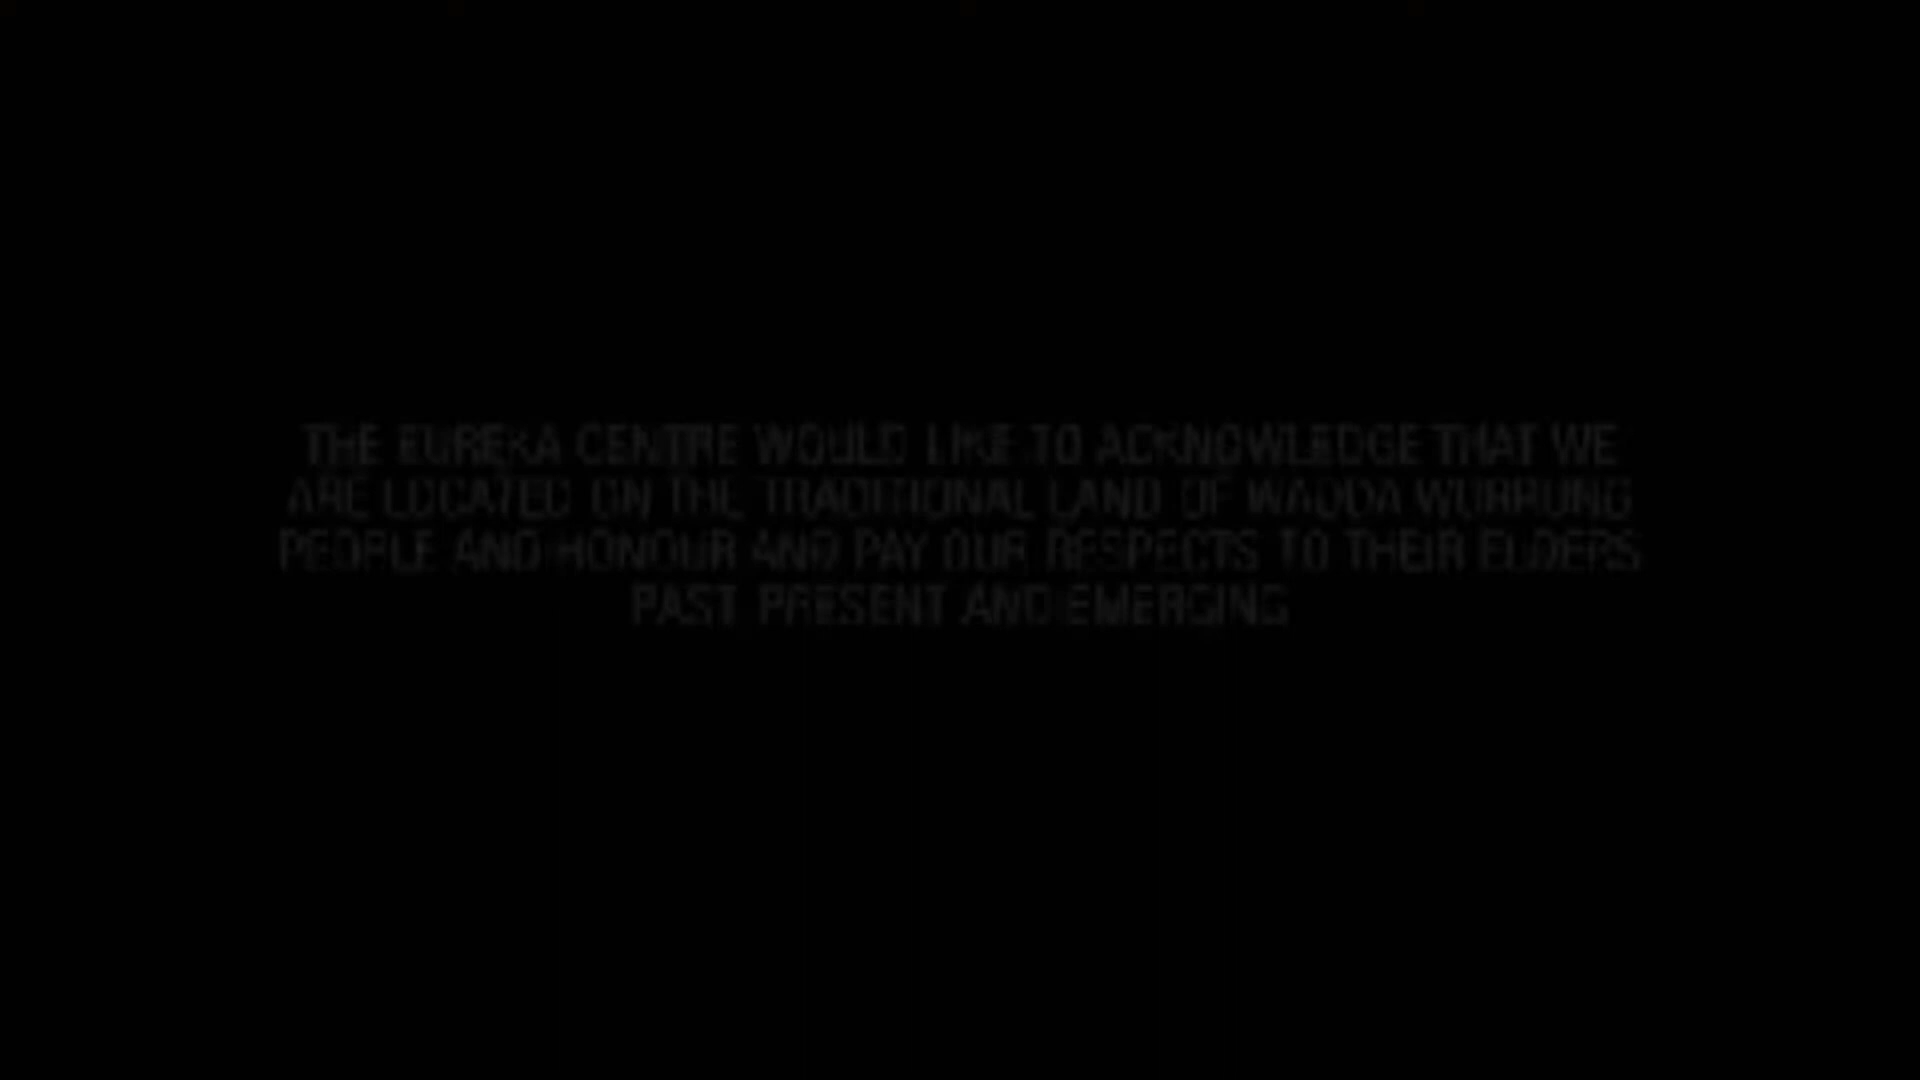 THE EUREKA CENTRE WOULD LIKE TO ACKNOWLEDGE THAT WE
ARE LOCATED ON THE TRADITIONAL LAND OF WADDA WURRUNG
PEOPLE AND HONOUR AND PAY OUR RESPECTS TO THEIR ELDERS
PAST PRESENT AND EMERGING